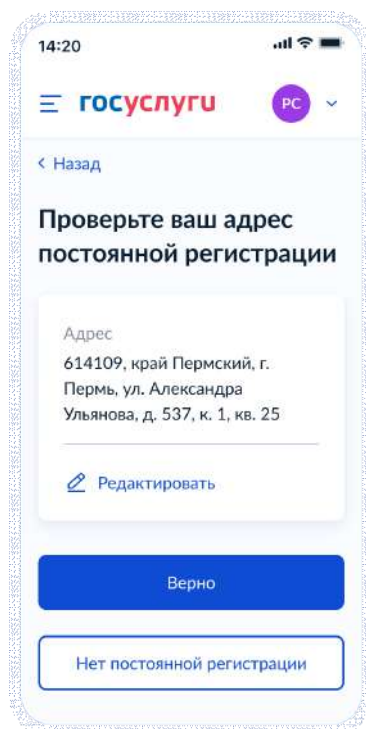 14:20
госуслуги
РС
Назад
Проверьте ваш адрес
постоянной регистрации
Адрес
614109, край Пермский, г.
Пермь, ул. Александра
Ульянова, д. 537, к. 1, кв. 25
Редактировать
Верно
Нет постоянной регистрации